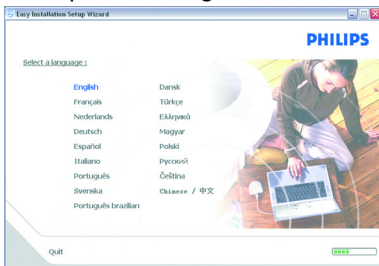 Easy Installation Setup Wizard
PHILIPS
Select a language :
English
Français
Nederlands
Deutsch
Español
Italiano
Português
Svenska
Português brazilian
Dansk
Türkçe
Ελληνικά
Magyar
Polski
Русский
Čeština
Chinese / 中文
Quit